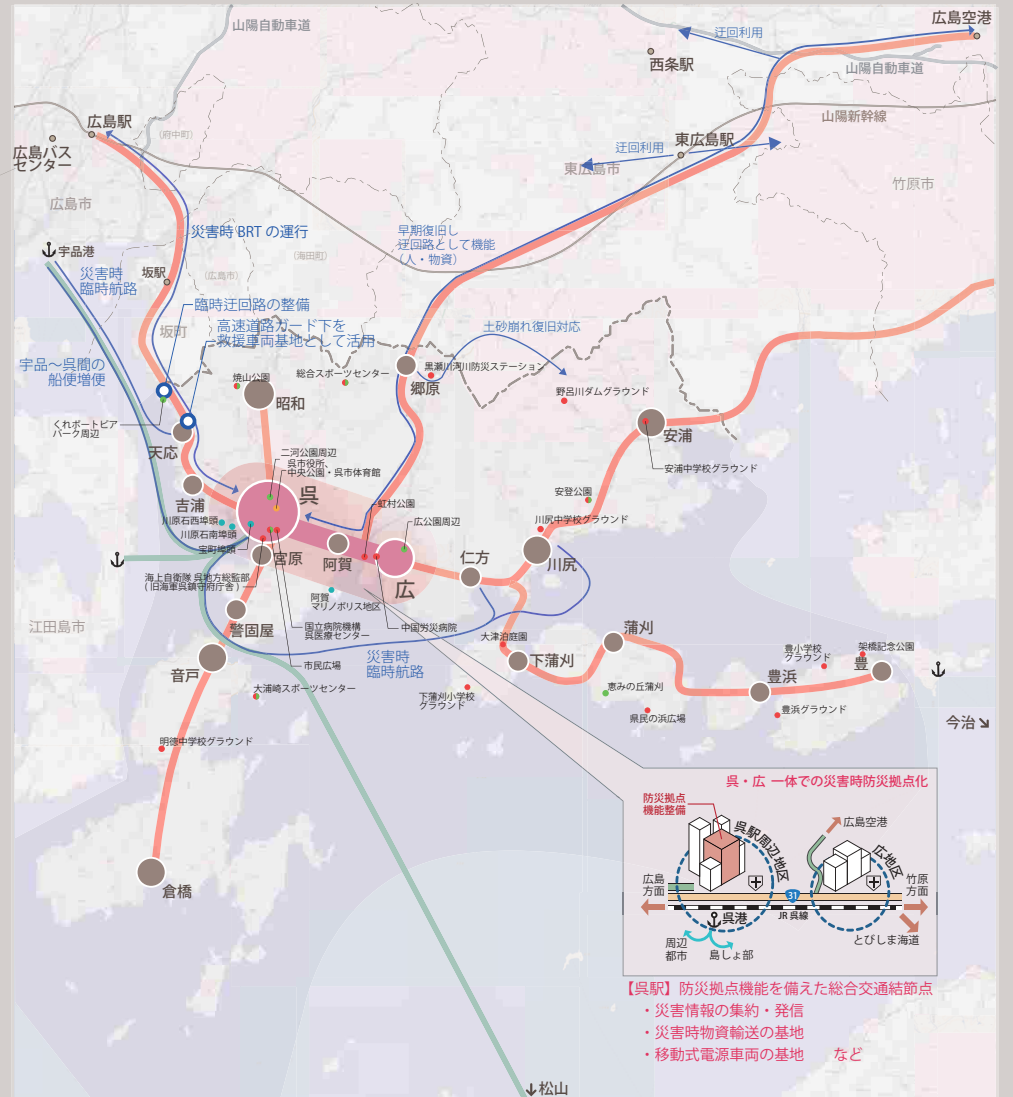 広島空港
山陽自動車道
迂回利用
西条駅
山陽自動車道
広島駅
(府中町)
山陽新幹線
東広島駅
迂回利用
広島バス
センター
東広島市
竹原市
広島市
災害時 BRT の運行
早期復旧し
迂回路として機能
(人・物資)
宇品港
(海田町)
坂駅
(広島市)
災害時
臨時航路
臨時迂回路の整備
高速道路ガード下を
救援車両基地として活用
坂町
土砂崩れ復旧対応
宇品〜呉間の
船便増便
総合スポーツセンター
黒瀬川河川防災ステーション
焼山公園
郷原
野呂川ダムグラウンド
昭和
くれポートピア
パーク周辺
天応
安浦
二河公園周辺
呉市役所、
中央公園・呉市体育館
安浦中学校グラウンド
吉浦
呉
虹村公園
安登公園
川原石西埠頭
広公園周辺
川尻中学校グラウンド
川原石南埠頭
宝町埠頭
宮原
阿賀
仁方
川尻
海上自衛隊 呉地方総監部
( 旧海軍呉鎮守府庁舎 )
広
阿賀
マリノポリス地区
江田島市
警固屋
国立病院機構
呉医療センター
中国労災病院
蒲刈
大津泊庭園
市民広場
災害時
臨時航路
音戸
下蒲刈
豊小学校
グラウンド
架橋記念公園
豊
豊浜
大浦崎スポーツセンター
下蒲刈小学校
グラウンド
恵みの丘蒲刈
県民の浜広場
豊浜グラウンド
今治
明徳中学校グラウンド
倉橋
呉・広 一体での災害時防災拠点化
防災拠点
機能整備
呉駅周辺地区
広島空港
広地区
広島
方面
竹原
方面
31
呉港
JR 呉線
周辺
都市
島しょ部
とびしま海道
【呉駅】防災拠点機能を備えた総合交通結節点
・災害情報の集約・発信
・災害時物資輸送の基地
・移動式電源車両の基地　など
松山